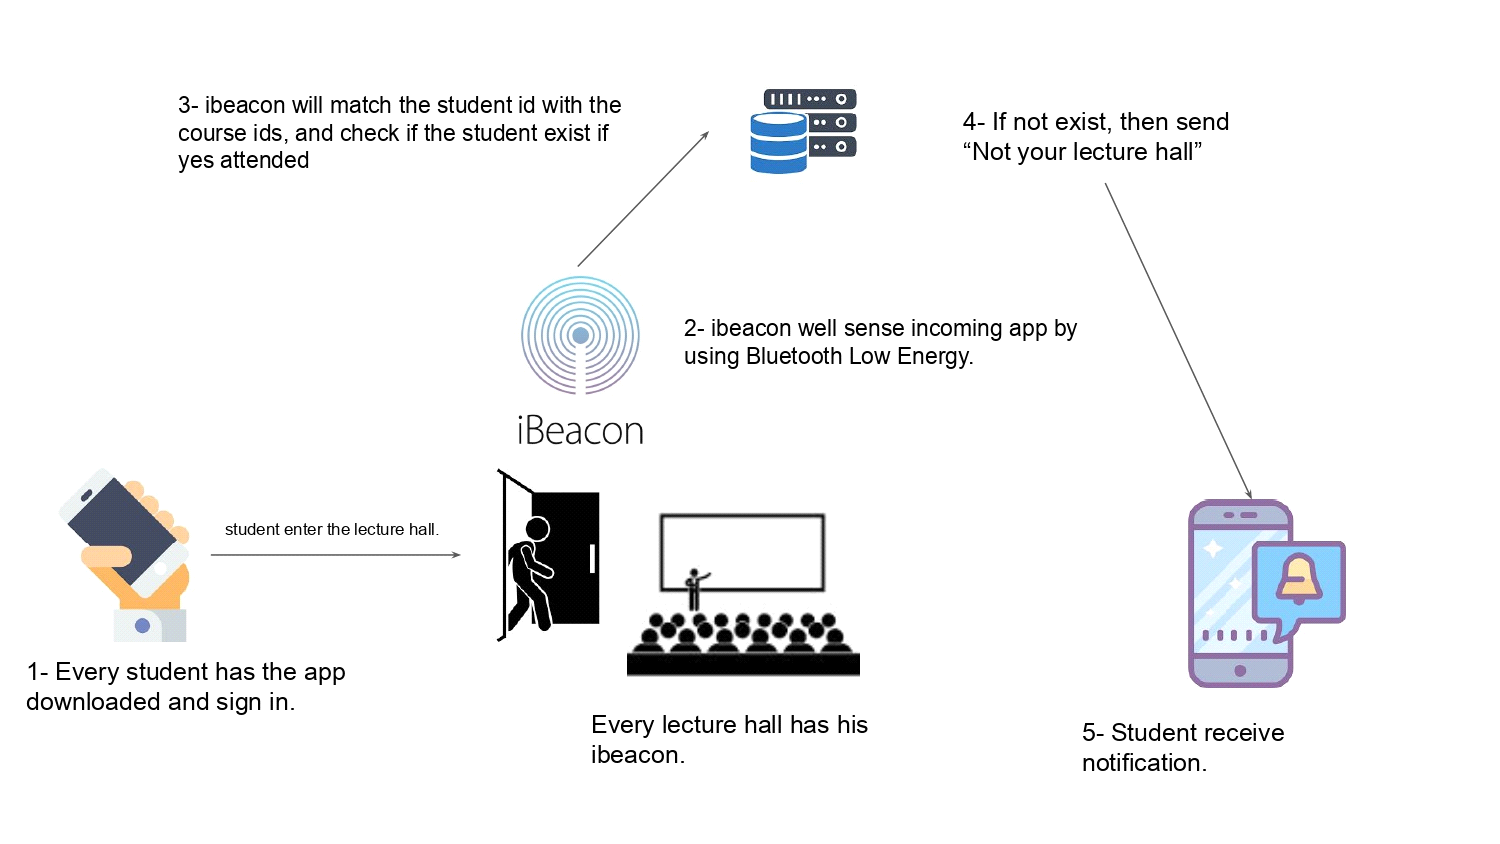 3- ibeacon will match the student id with the
course ids, and check if the student exist if
yes attended
4- If not exist, then send
“Not your lecture hall”
2- ibeacon well sense incoming app by
using Bluetooth Low Energy.
iBeacon
student enter the lecture hall.
1- Every student has the app
downloaded and sign in.
Every lecture hall has his
ibeacon.
5- Student receive
notification.